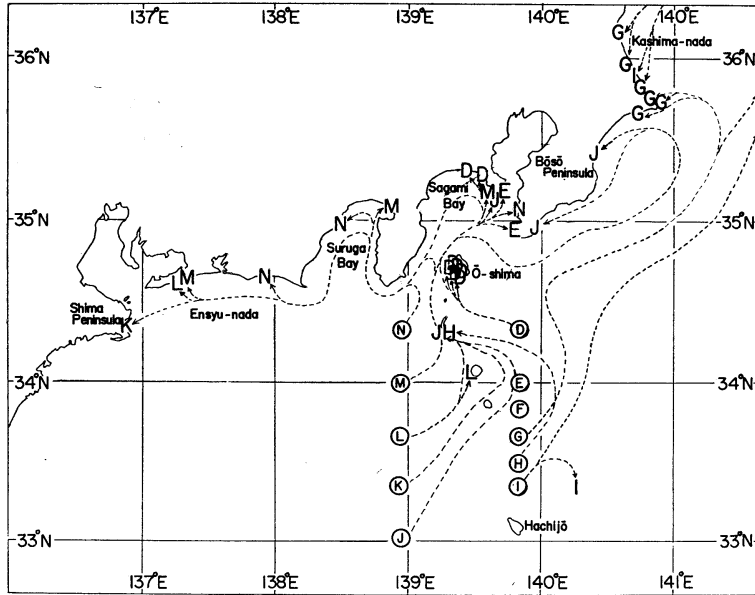 137°E 138°E 139°E 140°E 141°E
36°N 36°N
G
Kashima-nada
G
L
G
G G
G
J
Bōsō
Peninsula
D D
Sagami
Bay
M E
J
N
M
35°N 35°N
N
E J
Suruga
Bay
Ō-shima
M
L
N
Ensyu-nada
Shima
Peninsula
K
N D
J H
L
34°N 34°N
M E
F
L G
H
K I
I
Hachijō
J
33°N 33°N
137°E 138°E 139°E 140°E 141°E